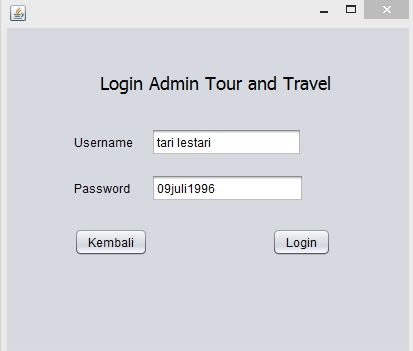 Login Admin Tour and Travel
Username tari lestari
Password 09juli1996
Kembali Login